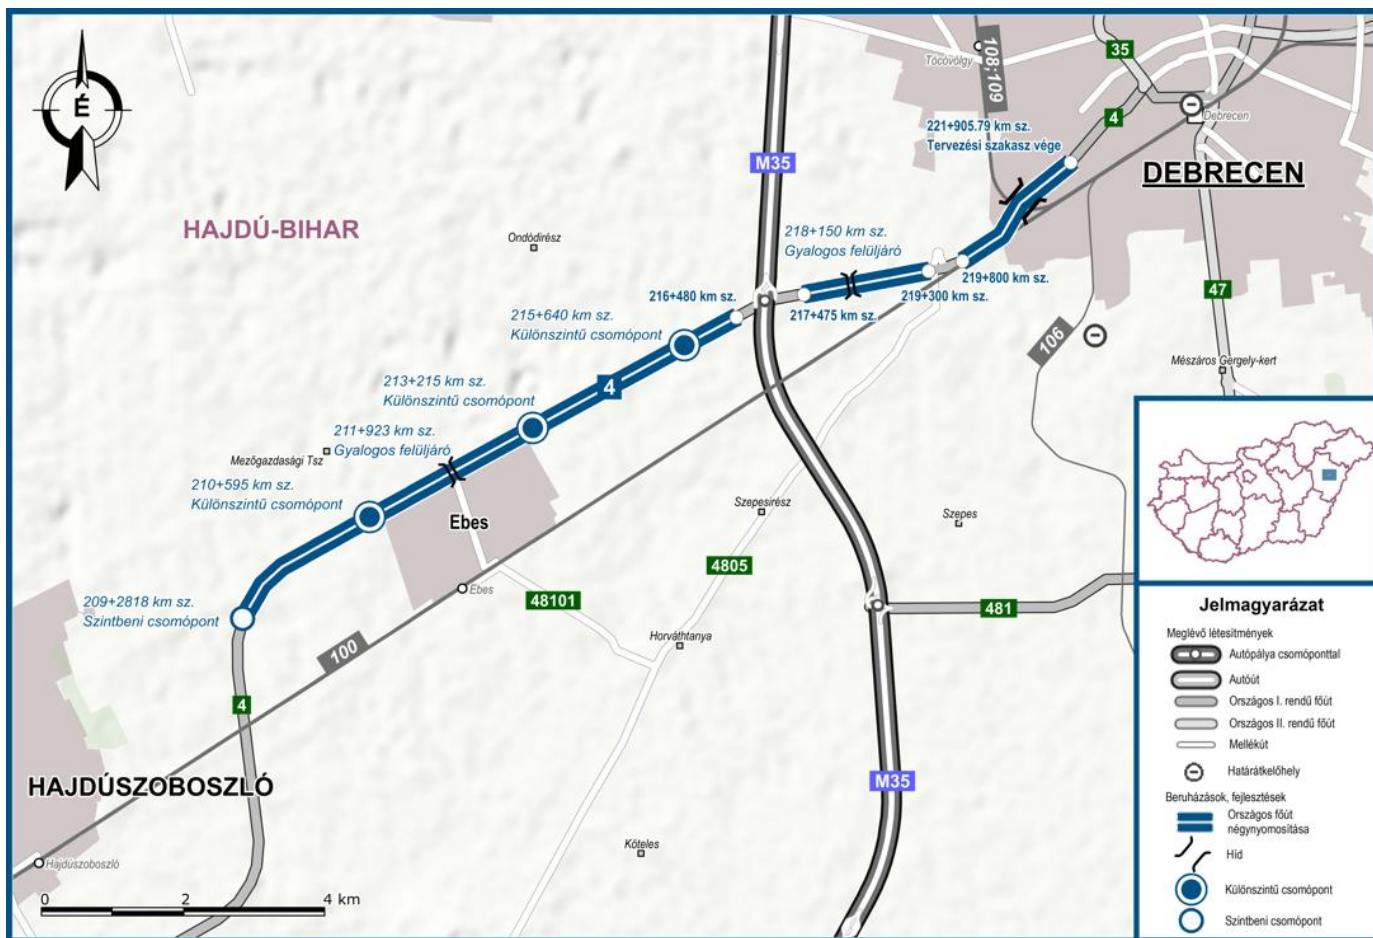 É
HAJDÚ-BIHAR
M35
108;109
Tócóvölgy
35
4
Debrecen
221+905.79 km sz.
Tervezési szakasz vége
DEBRECEN
Ondódirész
218+150 km sz.
Gyalogos felüljáró
216+480 km sz.
217+475 km sz.
219+300 km sz.
219+800 km sz.
47
106
Mészáros Gergely-kert
215+640 km sz.
Különszintű csomópont
213+215 km sz.
Különszintű csomópont
4
211+923 km sz.
Gyalogos felüljáró
Mezőgazdasági Tsz
210+595 km sz.
Különszintű csomópont
Ebes
Szepesirész
Szepes
4805
Ebes
48101
481
209+2818 km sz.
Szintbeni csomópont
100
Horváthtanya
4
HAJDÚSZOBOSZLÓ
M35
Köteles
Hajdúszoboszló
0 2 4 km
Jelmagyarázat
Meglévő létesítmények
Autópálya csomóponttal
Autóút
Országos I. rendű főút
Országos II. rendű főút
Mellékút
Határátkelőhely
Beruházások, fejlesztések
Országos főút
négynyomosítása
Híd
Különszintű csomópont
Szintbeni csomópont